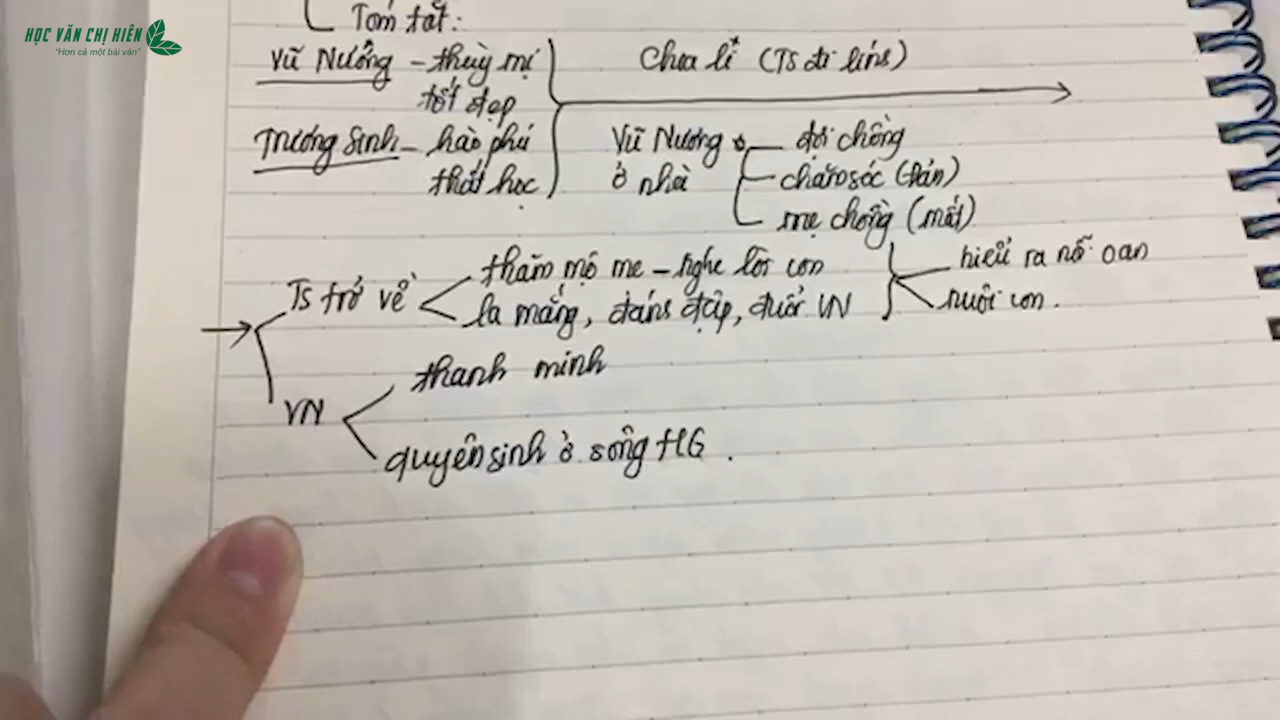 HỌC VĂN CHỊ HIÊN
"Hơn cả một bài văn"
Tóm tắt:
Vũ Nương - thùy mị
tốt đẹp
Trương Sinh - hào phú
thất học
Chia li (TS đi lính)
Vũ Nương
ở nhà
đợi chồng
chăm sóc (Đản)
mẹ chồng (mất)
TS trở về
thăm mộ mẹ - nghe lời con
la mắng, đánh đập, đuổi VN
hiểu ra nỗi oan
nuôi con.
VN
thanh minh
quyên sinh ở sông HG.